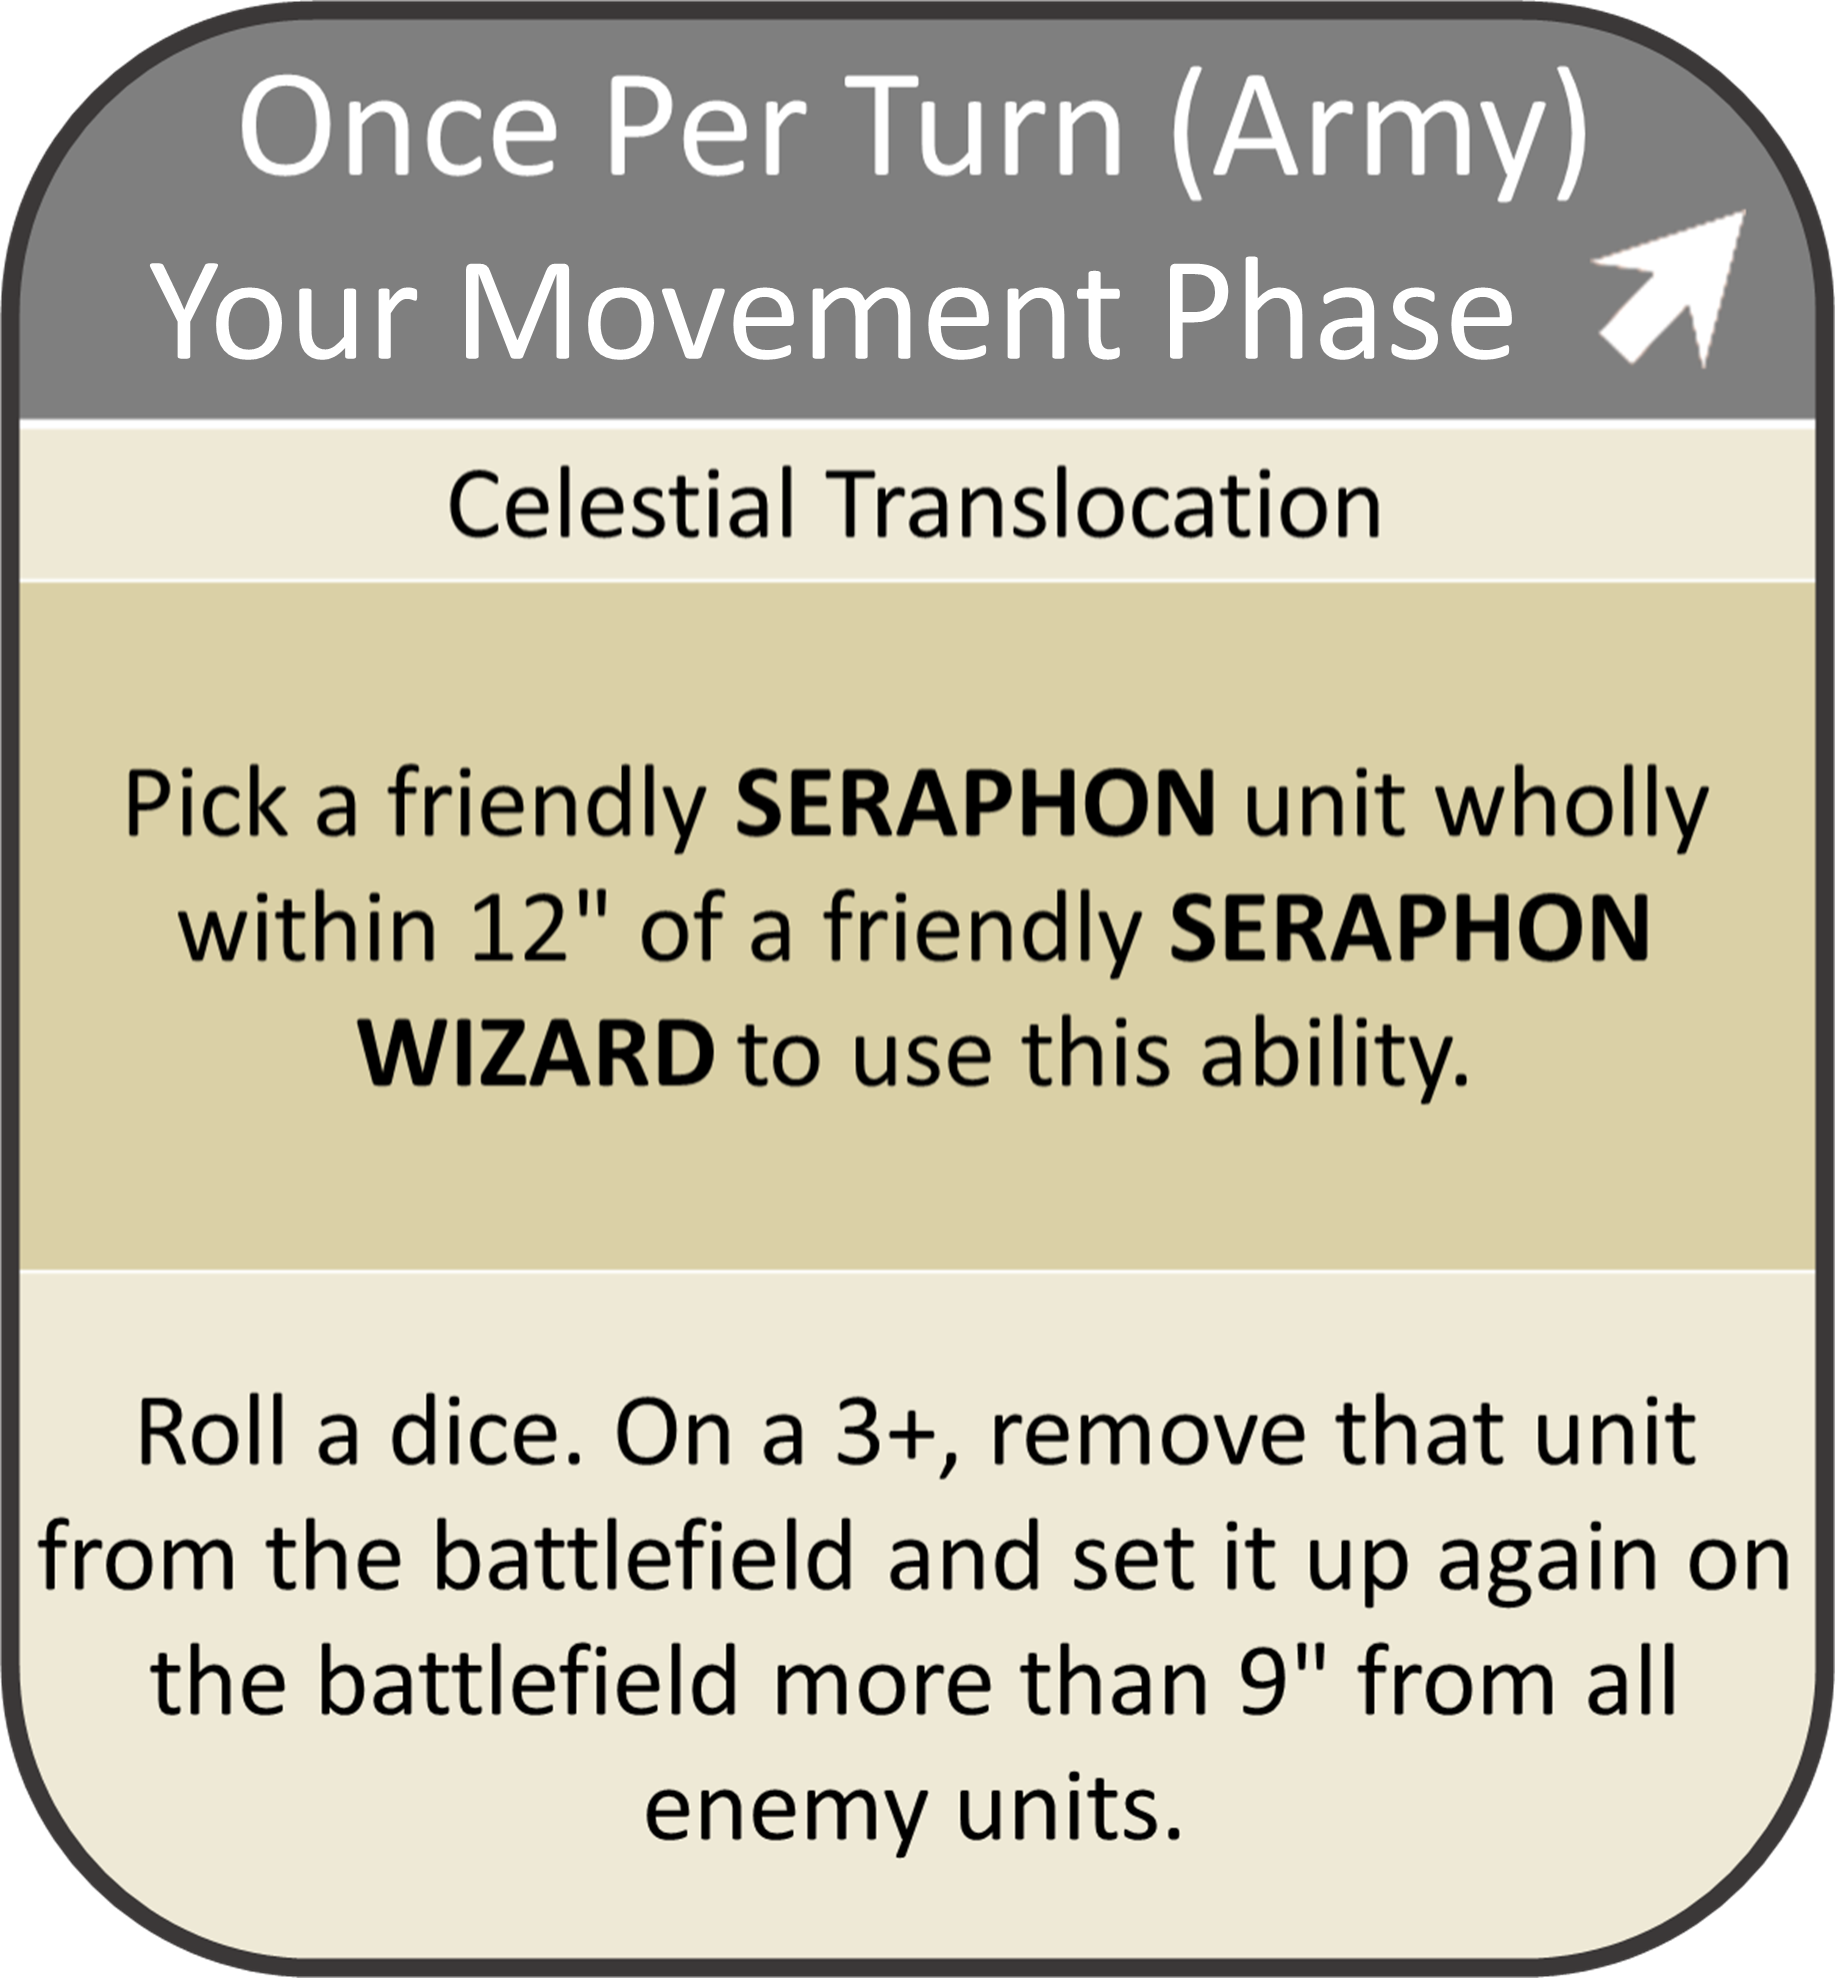 Once Per Turn (Army)
Your Movement Phase
Celestial Translocation
Pick a friendly SERAPHON unit wholly
within 12" of a friendly SERAPHON
WIZARD to use this ability.
Roll a dice. On a 3+, remove that unit
from the battlefield and set it up again on
the battlefield more than 9" from all
enemy units.